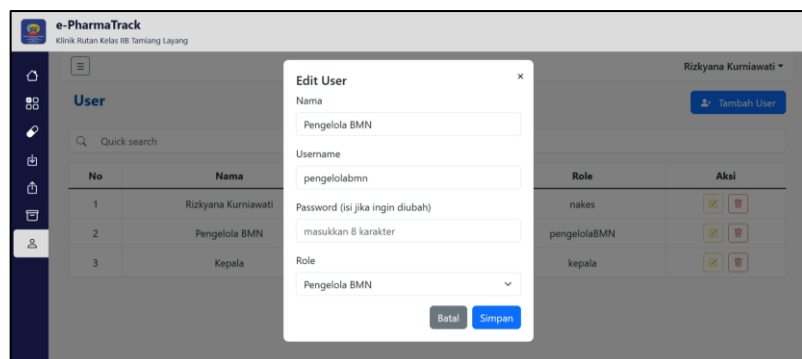 e-PharmaTrack
Klinik Rutan Kelas IIB Tamiang Layang
Rizkyana Kurniawati
User
Tambah User
Quick search
No Nama Role Aksi
1 Rizkyana Kurniawati nakes
2 Pengelola BMN pengelolaBMN
3 Kepala kepala
Edit User
Nama
Pengelola BMN
Username
pengelolabmn
Password (isi jika ingin diubah)
masukkan 8 karakter
Role
Pengelola BMN
Batal Simpan